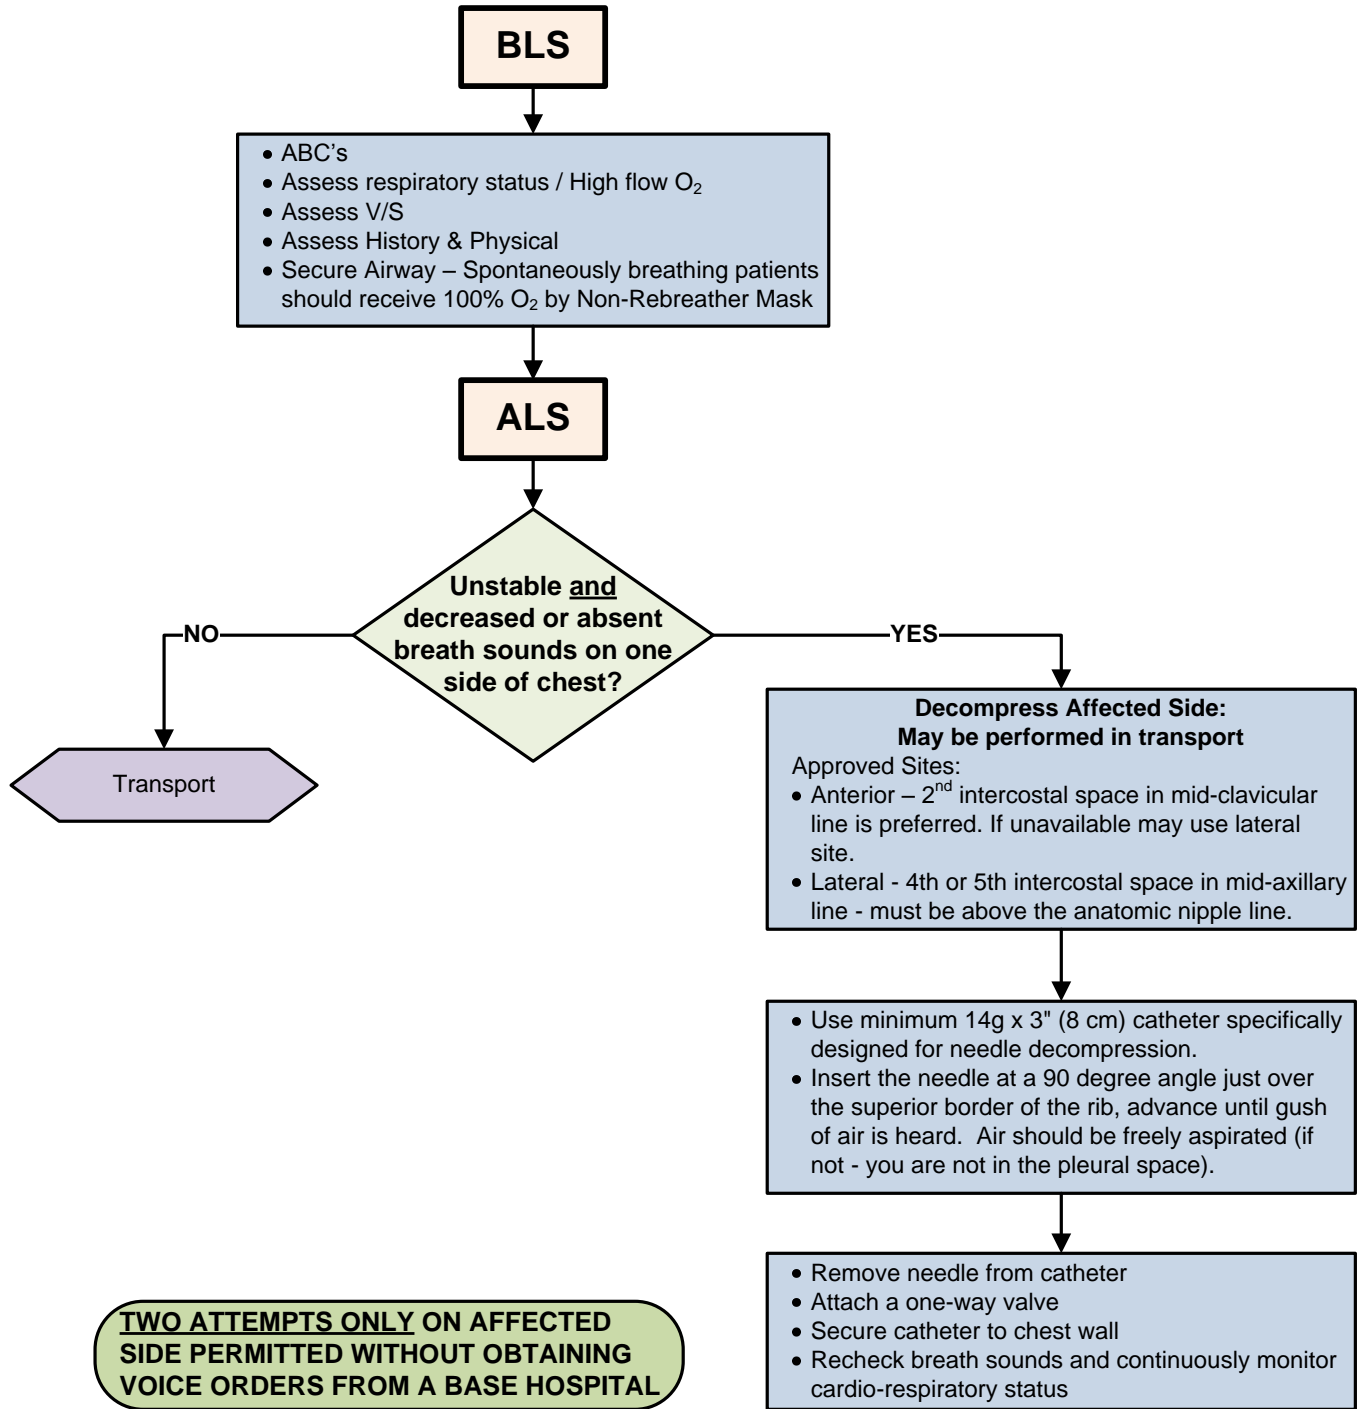 BLS
• ABC's
• Assess respiratory status / High flow O₂
• Assess V/S
• Assess History & Physical
• Secure Airway – Spontaneously breathing patients
should receive 100% O₂ by Non-Rebreather Mask
ALS
Unstable and
decreased or absent
breath sounds on one
side of chest?
NO
YES
Transport
Decompress Affected Side:
May be performed in transport
Approved Sites:
• Anterior – 2nd intercostal space in mid-clavicular
line is preferred. If unavailable may use lateral
site.
• Lateral - 4th or 5th intercostal space in mid-axillary
line - must be above the anatomic nipple line.
• Use minimum 14g x 3" (8 cm) catheter specifically
designed for needle decompression.
• Insert the needle at a 90 degree angle just over
the superior border of the rib, advance until gush
of air is heard.  Air should be freely aspirated (if
not - you are not in the pleural space).
• Remove needle from catheter
• Attach a one-way valve
• Secure catheter to chest wall
• Recheck breath sounds and continuously monitor
cardio-respiratory status
TWO ATTEMPTS ONLY ON AFFECTED
SIDE PERMITTED WITHOUT OBTAINING
VOICE ORDERS FROM A BASE HOSPITAL